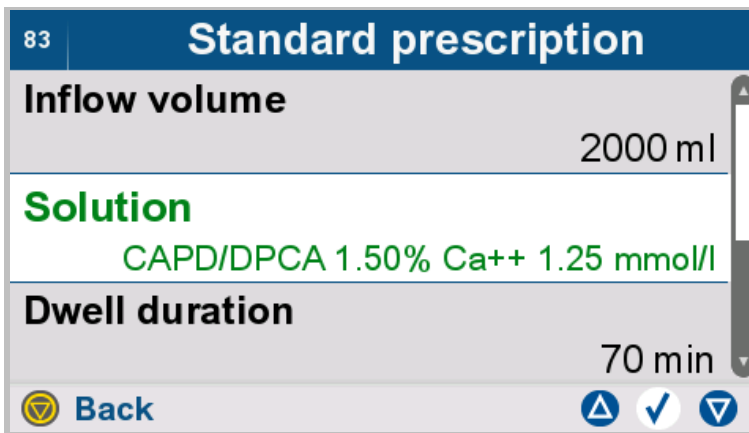 83 Standard prescription
Inflow volume
2000 ml
Solution
CAPD/DPCA 1.50% Ca++ 1.25 mmol/l
Dwell duration
70 min
Back